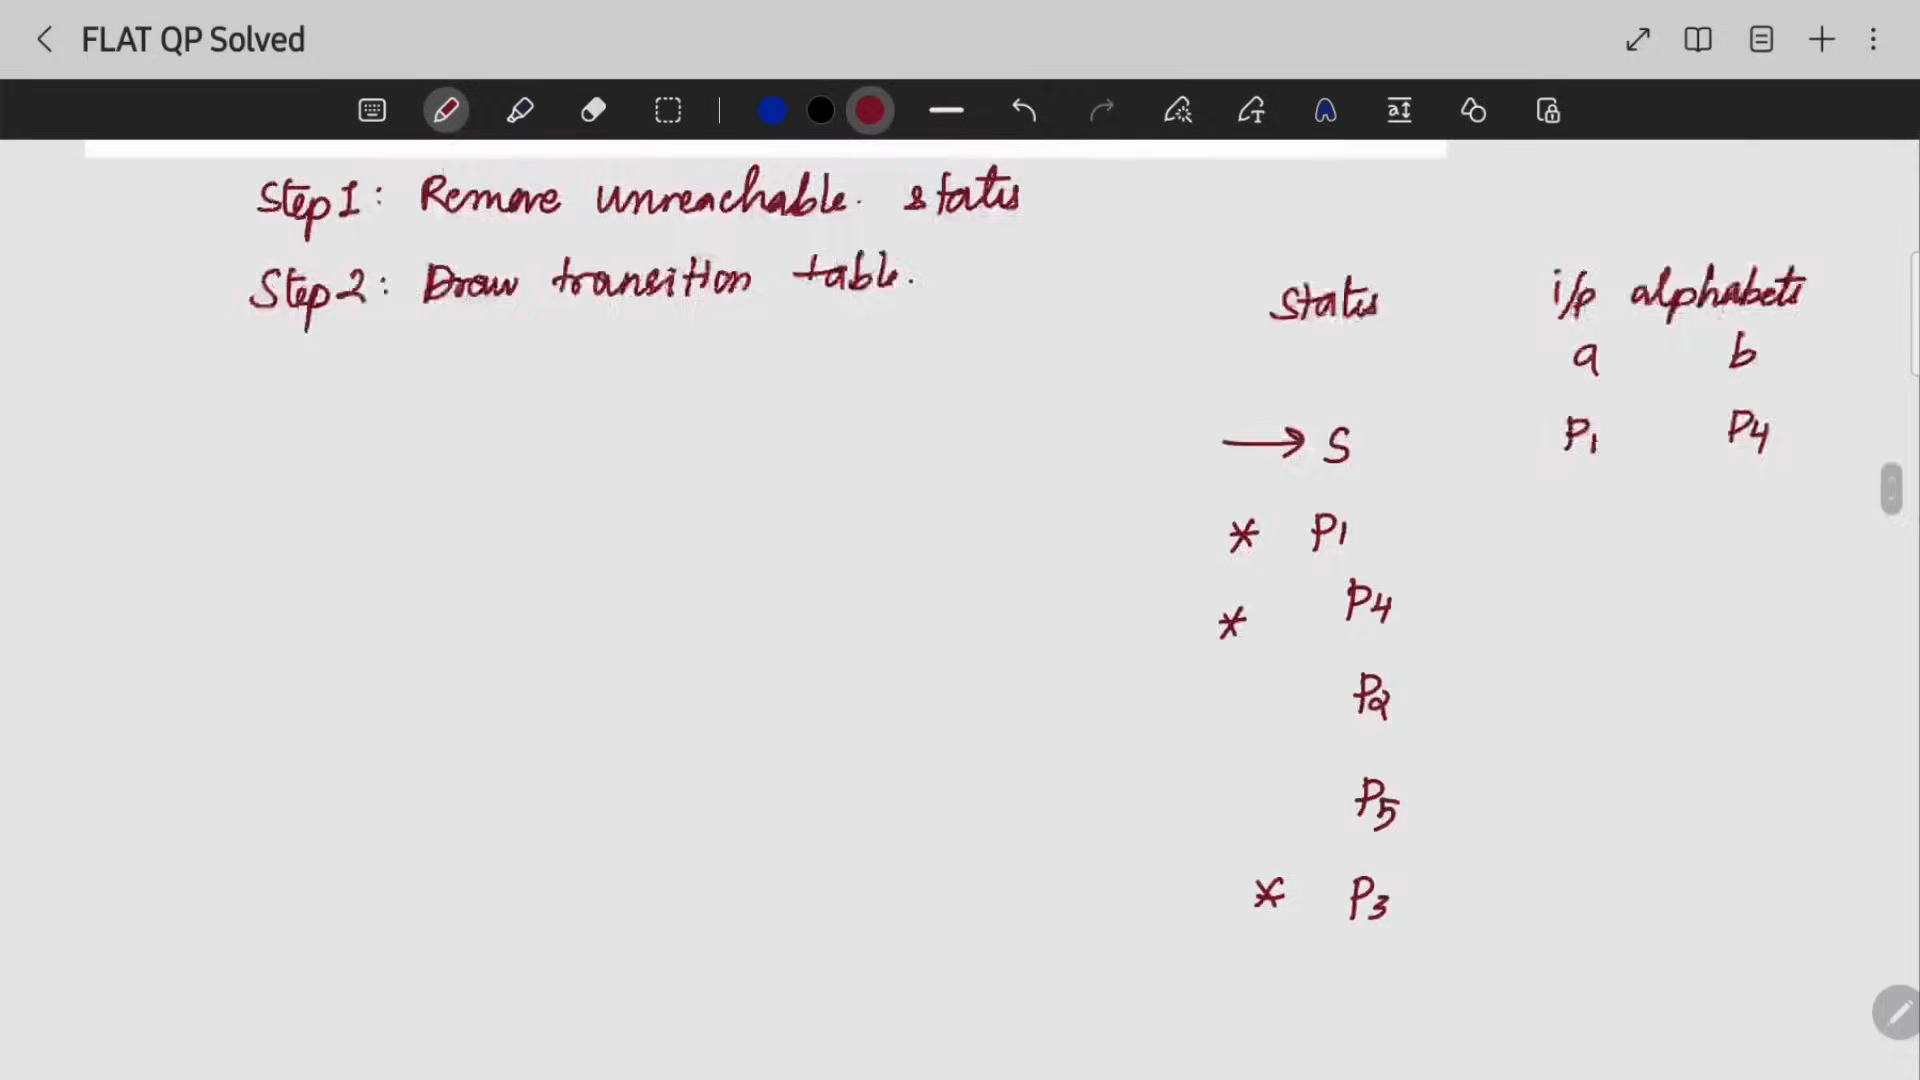 FLAT QP Solved
Step 1: Remove unreachable. states
Step 2: Draw transition table.
States i/p alphabets
a b
→ S P1 P4
* P1
* P4
P2
P5
* P3